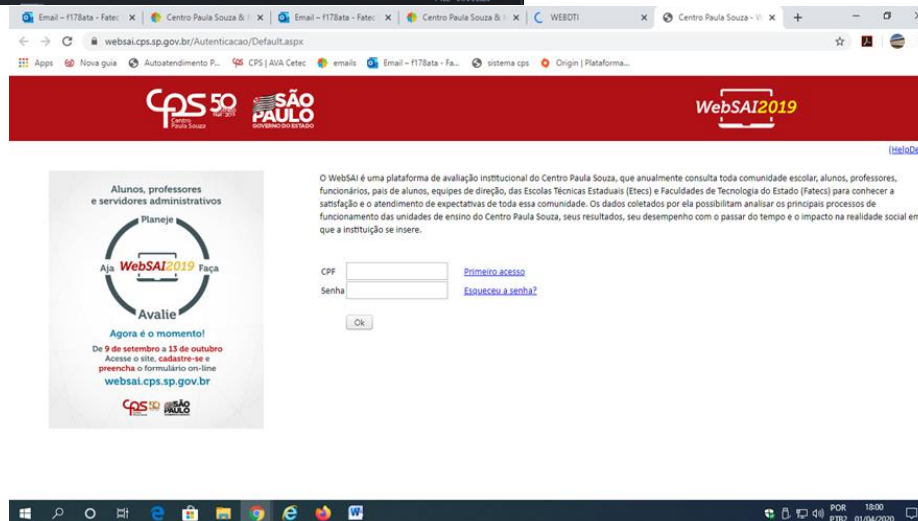 Email – f178ata - Fatec
Centro Paula Souza &
Email – f178ata - Fatec
Centro Paula Souza &
WEBDTI
Centro Paula Souza -
websai.cps.sp.gov.br/Autenticacao/Default.aspx
Apps Nova guia Autoatendimento P... CPS | AVA Cetec emails Email – f178ata - Fa... sistema cps Origin | Plataforma...
CPS 50
Centro
Paula Souza
SÃO
PAULO
GOVERNO DO ESTADO
WebSAI2019
(HelpDe
Alunos, professores
e servidores administrativos
Planeje
Aja WebSAI2019 Faça
Avalie
Agora é o momento!
De 9 de setembro a 13 de outubro
Acesse o site, cadastre-se e
preencha o formulário on-line
websai.cps.sp.gov.br
CPS 50 SÃO
PAULO
O WebSAI é uma plataforma de avaliação institucional do Centro Paula Souza, que anualmente consulta toda comunidade escolar, alunos, professores,
funcionários, pais de alunos, equipes de direção, das Escolas Técnicas Estaduais (Etecs) e Faculdades de Tecnologia do Estado (Fatecs) para conhecer a
satisfação e o atendimento de expectativas de toda essa comunidade. Os dados coletados por ela possibilitam analisar os principais processos de
funcionamento das unidades de ensino do Centro Paula Souza, seus resultados, seu desempenho com o passar do tempo e o impacto na realidade social em
que a instituição se insere.
CPF Primeiro acesso
Senha Esqueceu a senha?
Ok
POR 18:00
PTB2 01/04/2020